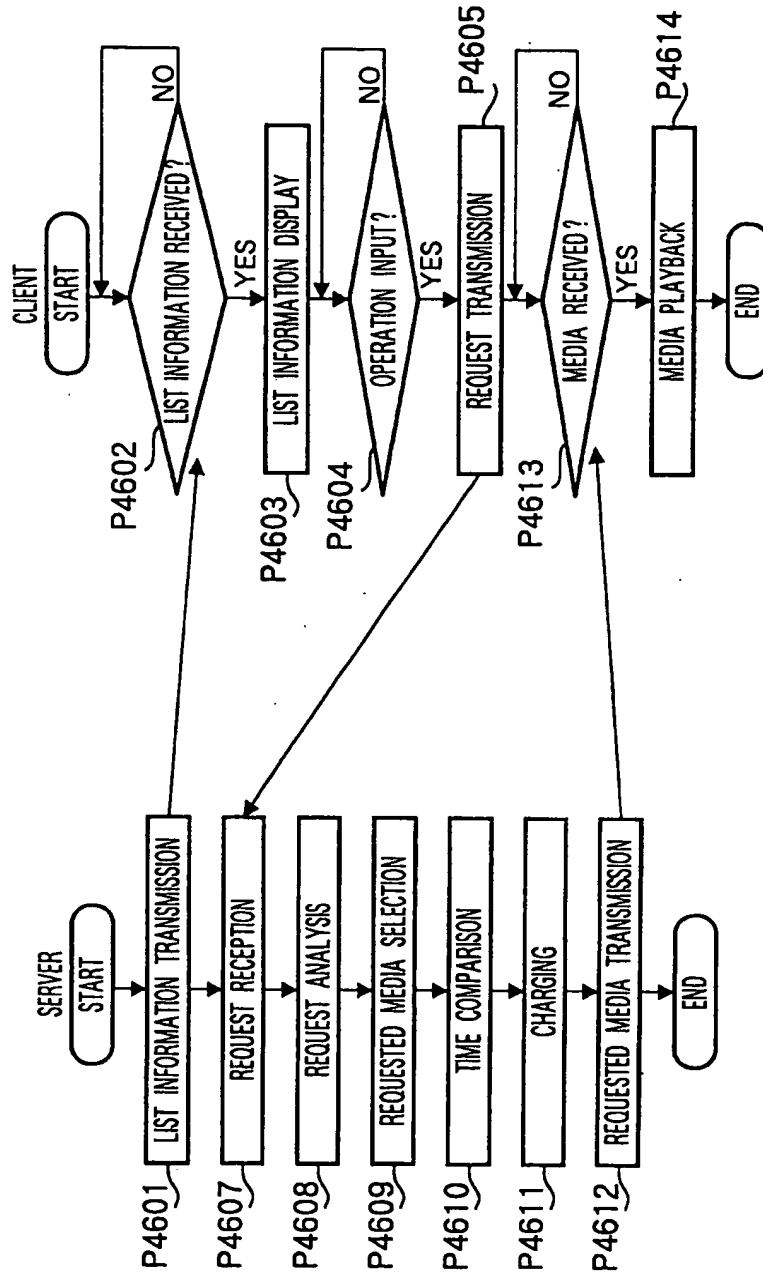 SERVER
START
P4601
LIST INFORMATION TRANSMISSION
P4607
REQUEST RECEPTION
P4608
REQUEST ANALYSIS
P4609
REQUESTED MEDIA SELECTION
P4610
TIME COMPARISON
P4611
CHARGING
P4612
REQUESTED MEDIA TRANSMISSION
END
CLIENT
START
P4602
LIST INFORMATION RECEIVED?
NO
YES
P4603
LIST INFORMATION DISPLAY
P4604
OPERATION INPUT?
NO
YES
P4605
REQUEST TRANSMISSION
P4613
MEDIA RECEIVED?
NO
YES
P4614
MEDIA PLAYBACK
END